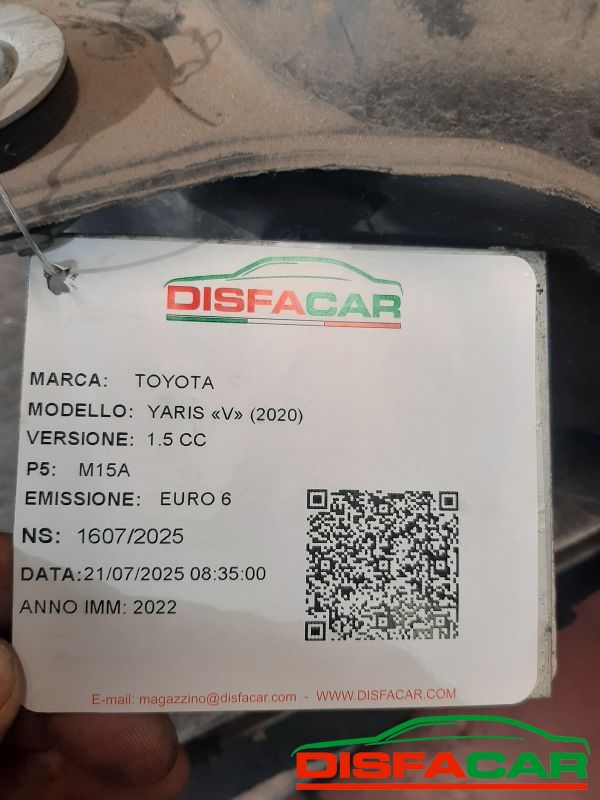 DISFACAR
MARCA: TOYOTA
MODELLO: YARIS «V» (2020)
VERSIONE: 1.5 CC
P5: M15A
EMISSIONE: EURO 6
NS: 1607/2025
DATA:21/07/2025 08:35:00
ANNO IMM: 2022
E-mail: magazzino@disfacar.com - WWW.DISFACAR.COM
DISFACAR